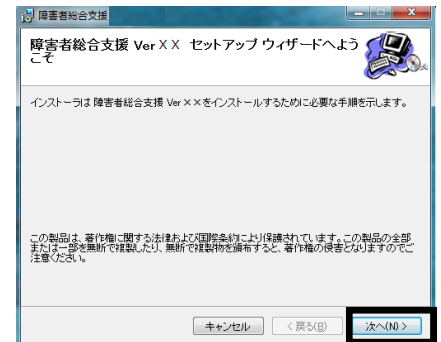 障害者総合支援
障害者総合支援 Ver×× セットアップ ウィザードへよう
こそ
インストーラは 障害者総合支援 Ver××をインストールするために必要な手順を示します。
この製品は、著作権に関する法律および国際条約により保護されています。この製品の全部
または一部を無断で複製したり、無断で複製物を頒布すると、著作権の侵害となりますのでご
注意ください。
キャンセル
< 戻る(B)
次へ(N) >